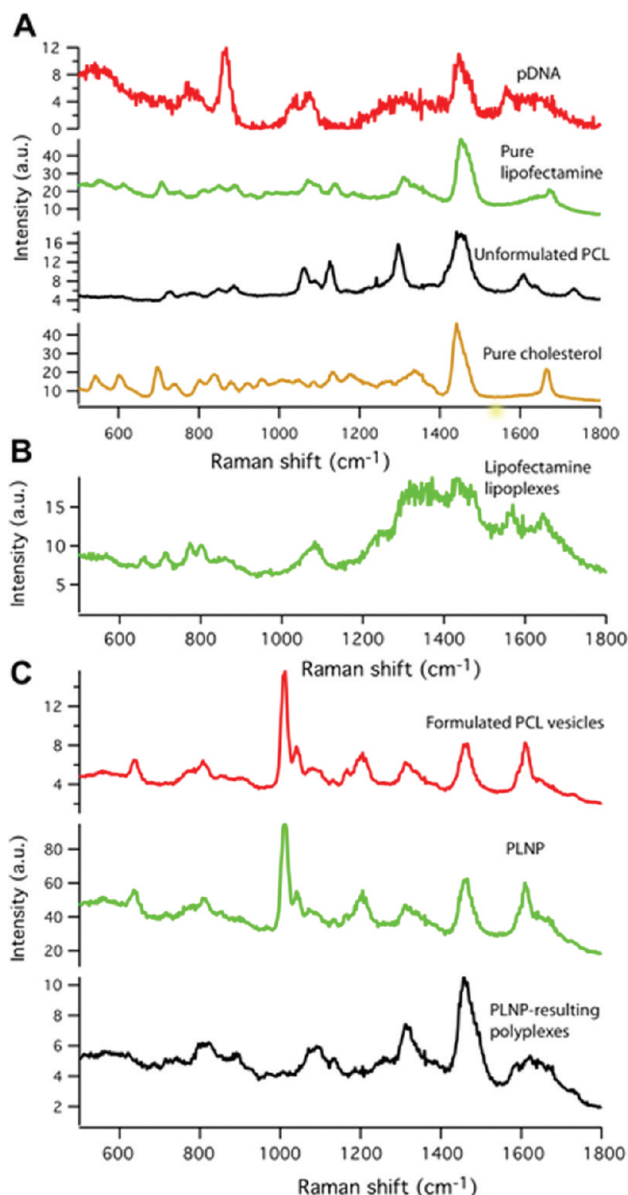 A
Intensity (a.u.)
12
8
4
0
pDNA
40
30
20
10
Pure
lipofectamine
16
12
8
4
Unformulated PCL
40
30
20
10
Pure cholesterol
600 800 1000 1200 1400 1600 1800
Raman shift (cm-1)
B
Intensity (a.u.)
15
10
5
Lipofectamine
lipoplexes
600 800 1000 1200 1400 1600 1800
Raman shift (cm-1)
C
Intensity (a.u.)
12
8
4
Formulated PCL vesicles
80
60
40
20
PLNP
10
8
6
4
2
PLNP-resulting
polyplexes
600 800 1000 1200 1400 1600 1800
Raman shift (cm-1)